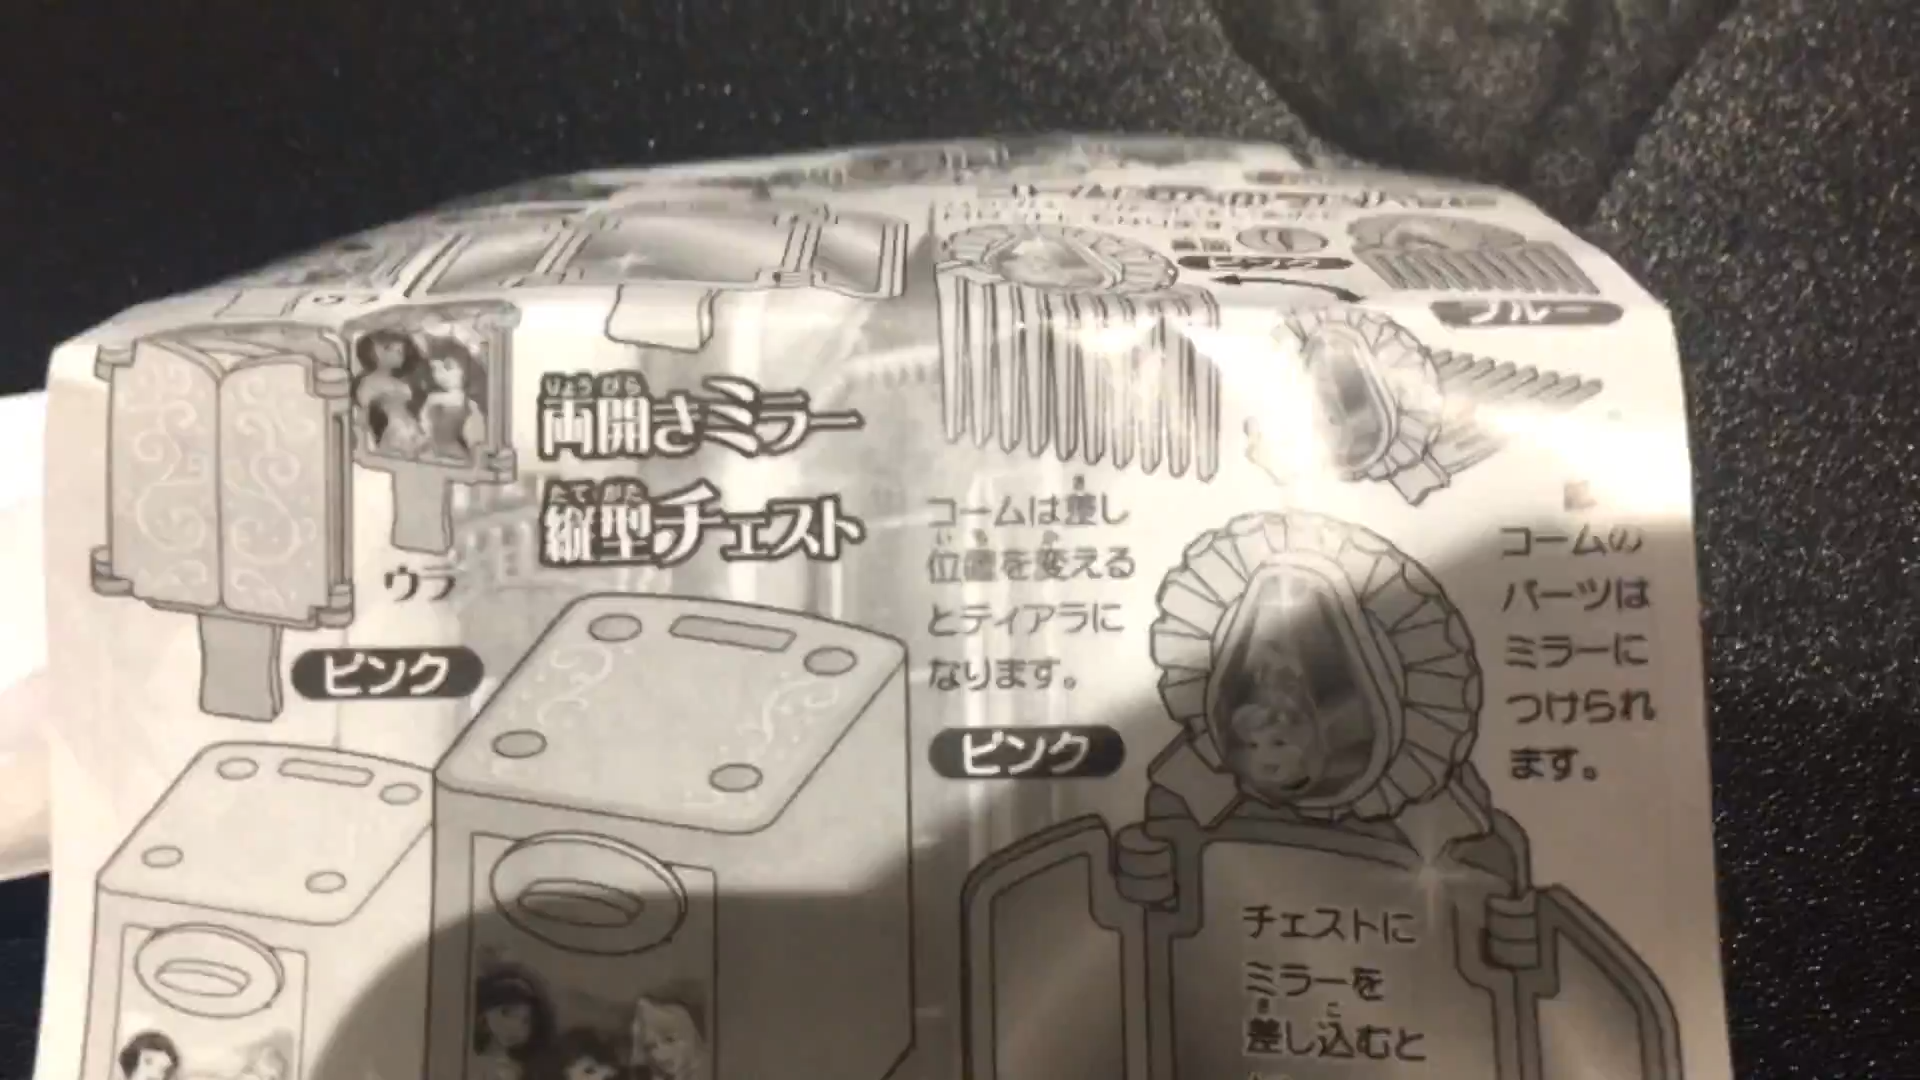 ブルー
両開きミラー
縦型チェスト
ウラ
ピンク
コームは差し
位置を変える
とティアラに
なります。
ピンク
コームの
パーツは
ミラーに
つけられ
ます。
チェストに
ミラーを
差し込むと